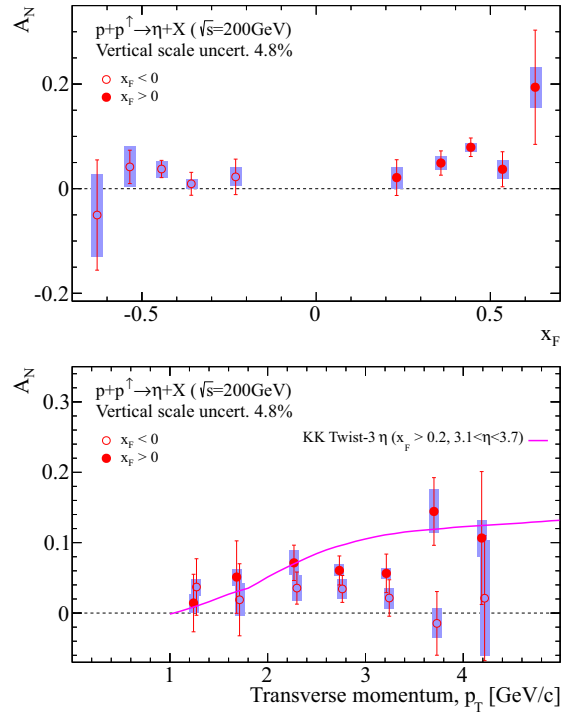 A_N
p+p↑→η+X (√s=200GeV)
Vertical scale uncert. 4.8%
x_F < 0
x_F > 0
0.2
0
-0.2
-0.5
0
0.5
x_F
A_N
p+p↑→η+X (√s=200GeV)
Vertical scale uncert. 4.8%
x_F < 0
x_F > 0
KK Twist-3 η (x_F > 0.2, 3.1<η<3.7)
0.3
0.2
0.1
0
1
2
3
4
Transverse momentum, p_T [GeV/c]